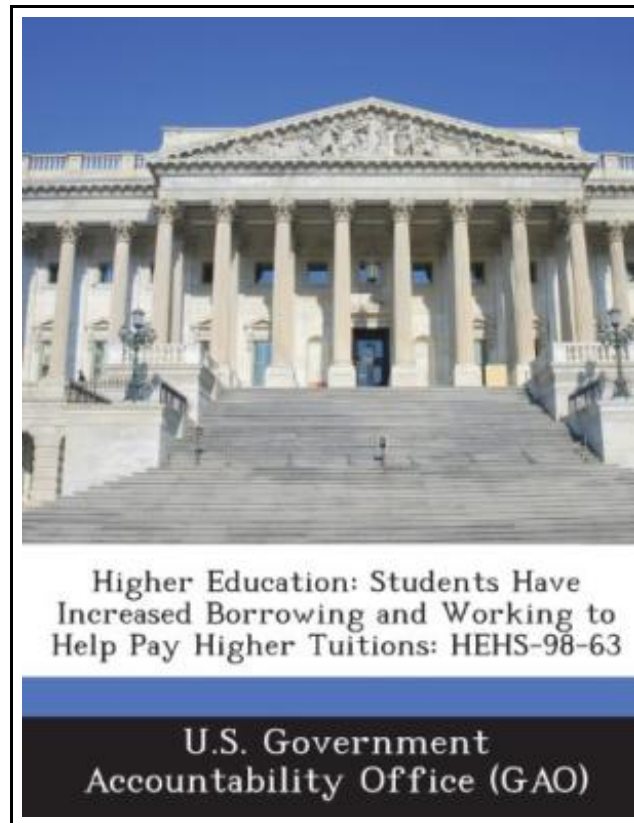 Higher Education: Students Have
Increased Borrowing and Working to
Help Pay Higher Tuitions: HEHS-98-63
U.S. Government
Accountability Office (GAO)